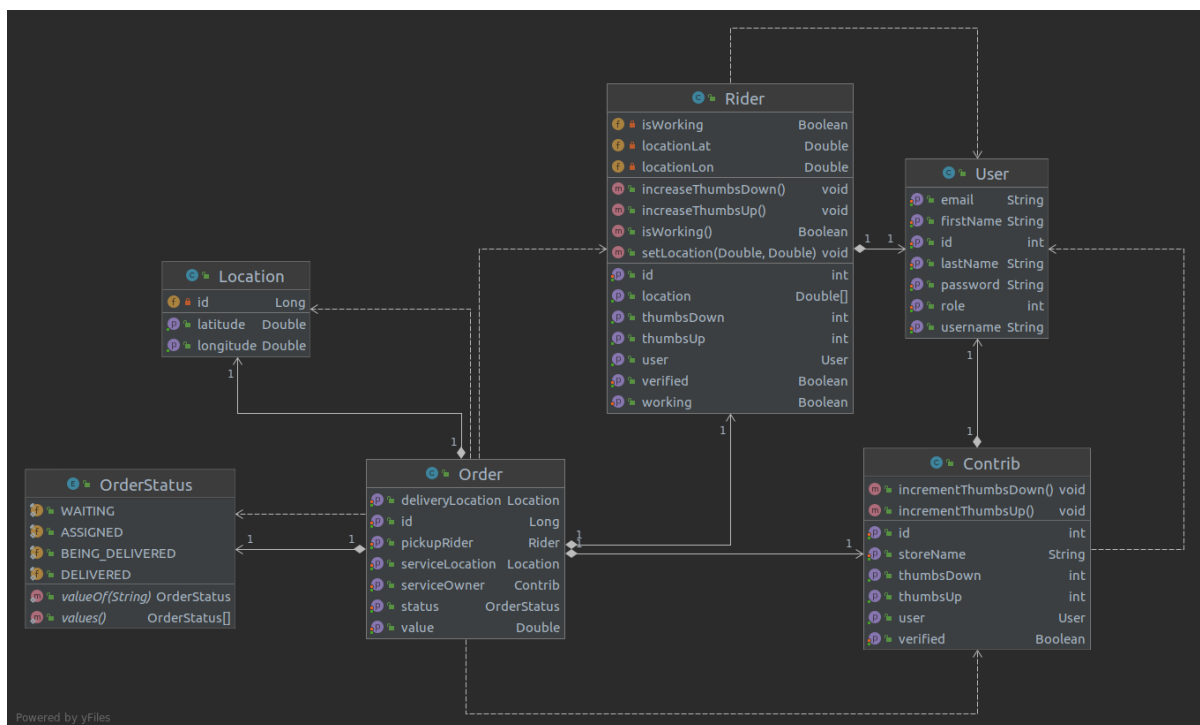 Rider
isWorking Boolean
locationLat Double
locationLon Double
increaseThumbsDown() void
increaseThumbsUp() void
isWorking() Boolean
setLocation(Double, Double) void
id int
location Double[]
thumbsDown int
thumbsUp int
user User
verified Boolean
working Boolean
User
email String
firstName String
id int
lastName String
password String
role int
username String
1 1
Location
id Long
latitude Double
longitude Double
1
1
1
1
1
OrderStatus
WAITING
ASSIGNED
BEING_DELIVERED
DELIVERED
valueOf(String) OrderStatus
values() OrderStatus[]
1 1
Order
deliveryLocation Location
id Long
pickupRider Rider
serviceLocation Location
serviceOwner Contrib
status OrderStatus
value Double
1
1
1
Contrib
incrementThumbsDown() void
incrementThumbsUp() void
id int
storeName String
thumbsDown int
thumbsUp int
user User
verified Boolean
Powered by yFiles